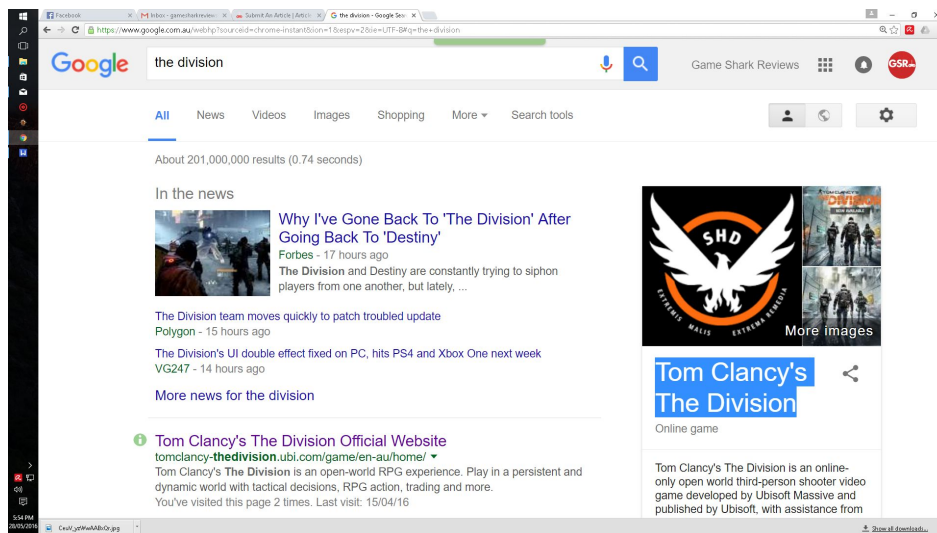 Facebook
M Inbox - gamesharkreviews
Submit An Article | Article
G the division - Google Sear
https://www.google.com.au/webhp?sourceid=chrome-instant&ion=1&espv=2&ie=UTF-8#q=the+division
Google
the division
Game Shark Reviews
GSR
All
News
Videos
Images
Shopping
More
Search tools
About 201,000,000 results (0.74 seconds)
In the news
Why I've Gone Back To 'The Division' After
Going Back To 'Destiny'
Forbes - 17 hours ago
The Division and Destiny are constantly trying to siphon
players from one another, but lately, ...
The Division team moves quickly to patch troubled update
Polygon - 15 hours ago
The Division's UI double effect fixed on PC, hits PS4 and Xbox One next week
VG247 - 14 hours ago
More news for the division
Tom Clancy's The Division Official Website
tomclancy-thedivision.ubi.com/game/en-au/home/
Tom Clancy's The Division is an open-world RPG experience. Play in a persistent and
dynamic world with tactical decisions, RPG action, trading and more.
You've visited this page 2 times. Last visit: 15/04/16
SHD
EXTREMIS MALIS EXTREMA REMEDIA
TOM CLANCY'S
THE DIVISION
More images
Tom Clancy's
The Division
Online game
Tom Clancy's The Division is an online-
only open world third-person shooter video
game developed by Ubisoft Massive and
published by Ubisoft, with assistance from
5:54 PM
28/05/2016
CeuV_yzWwAABxQr.jpg
Show all downloads...